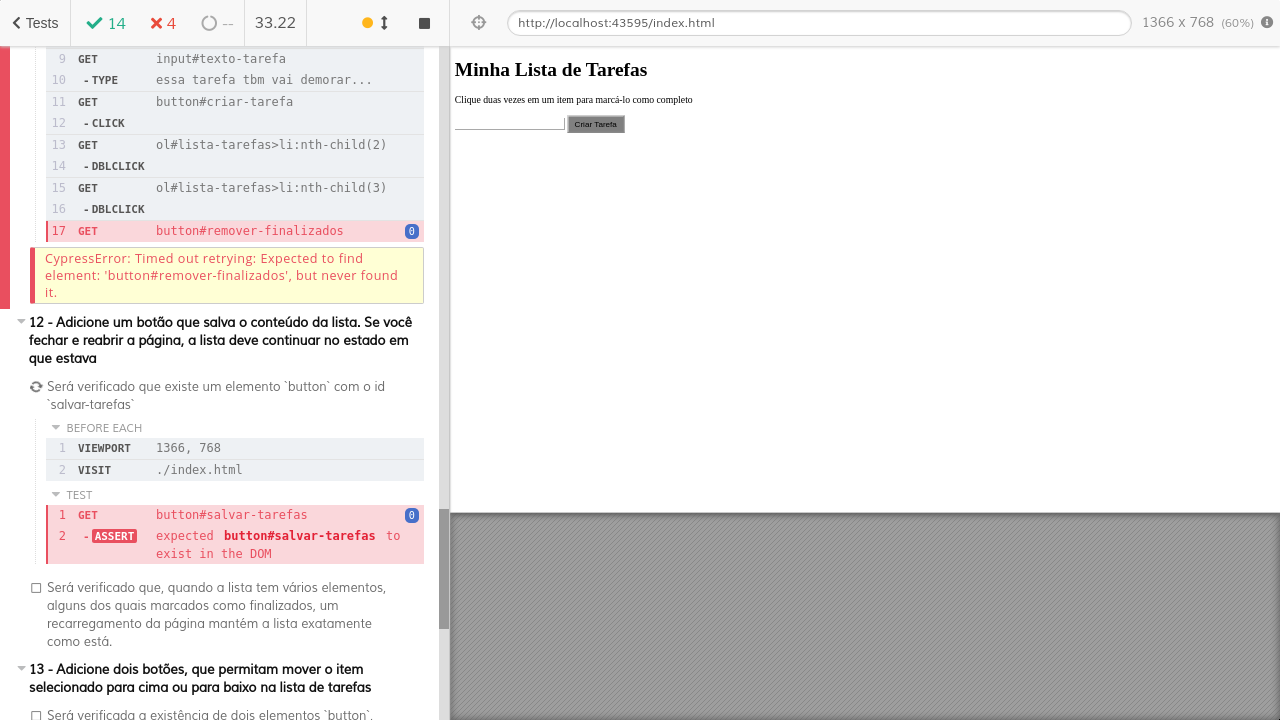 Tests 14 4 -- 33.22
http://localhost:43595/index.html 1366 x 768 (60%)
9 GET input#texto-tarefa
10 - TYPE essa tarefa tbm vai demorar...
11 GET button#criar-tarefa
12 - CLICK
13 GET ol#lista-tarefas>li:nth-child(2)
14 - DBLCLICK
15 GET ol#lista-tarefas>li:nth-child(3)
16 - DBLCLICK
17 GET button#remover-finalizados 0
CypressError: Timed out retrying: Expected to find
element: 'button#remover-finalizados', but never found
it.
12 - Adicione um botão que salva o conteúdo da lista. Se você
fechar e reabrir a página, a lista deve continuar no estado em
que estava
Será verificado que existe um elemento `button` com o id
`salvar-tarefas`
BEFORE EACH
1 VIEWPORT 1366, 768
2 VISIT ./index.html
TEST
1 GET button#salvar-tarefas 0
2 - ASSERT expected button#salvar-tarefas to
exist in the DOM
Será verificado que, quando a lista tem vários elementos,
alguns dos quais marcados como finalizados, um
recarregamento da página mantém a lista exatamente
como está.
13 - Adicione dois botões, que permitam mover o item
selecionado para cima ou para baixo na lista de tarefas
Será verificada a existência de dois elementos `button`,
Minha Lista de Tarefas
Clique duas vezes em um item para marcá-lo como completo
Criar Tarefa